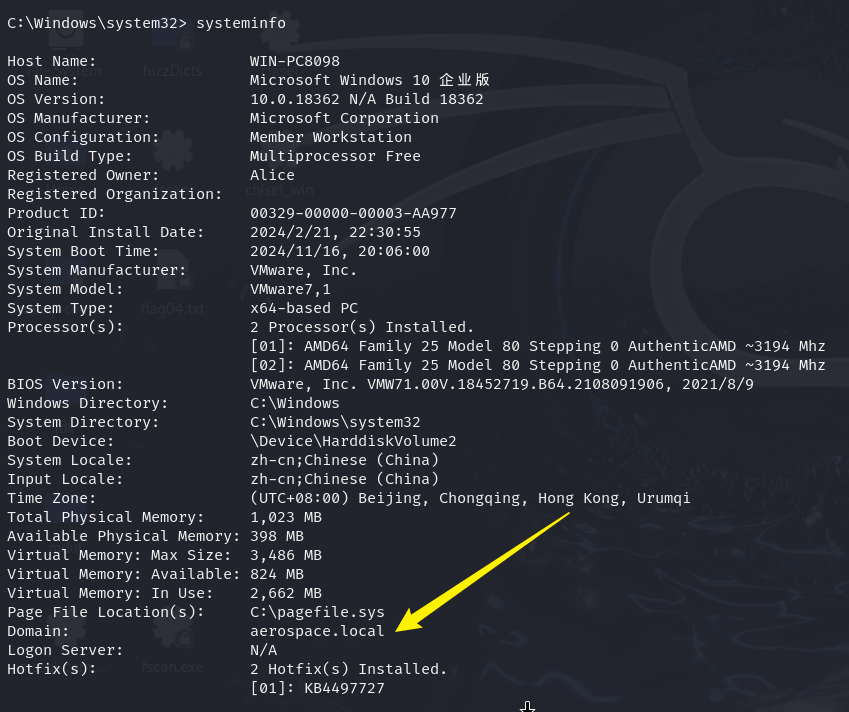 C:\Windows\system32> systeminfo
Host Name: WIN-PC8098
OS Name: Microsoft Windows 10 企业版
OS Version: 10.0.18362 N/A Build 18362
OS Manufacturer: Microsoft Corporation
OS Configuration: Member Workstation
OS Build Type: Multiprocessor Free
Registered Owner: Alice
Registered Organization:
Product ID: 00329-00000-00003-AA977
Original Install Date: 2024/2/21, 22:30:55
System Boot Time: 2024/11/16, 20:06:00
System Manufacturer: VMware, Inc.
System Model: VMware7,1
System Type: x64-based PC
Processor(s): 2 Processor(s) Installed.
[01]: AMD64 Family 25 Model 80 Stepping 0 AuthenticAMD ~3194 Mhz
[02]: AMD64 Family 25 Model 80 Stepping 0 AuthenticAMD ~3194 Mhz
BIOS Version: VMware, Inc. VMW71.00V.18452719.B64.2108091906, 2021/8/9
Windows Directory: C:\Windows
System Directory: C:\Windows\system32
Boot Device: \Device\HarddiskVolume2
System Locale: zh-cn;Chinese (China)
Input Locale: zh-cn;Chinese (China)
Time Zone: (UTC+08:00) Beijing, Chongqing, Hong Kong, Urumqi
Total Physical Memory: 1,023 MB
Available Physical Memory: 398 MB
Virtual Memory: Max Size: 3,486 MB
Virtual Memory: Available: 824 MB
Virtual Memory: In Use: 2,662 MB
Page File Location(s): C:\pagefile.sys
Domain: aerospace.local
Logon Server: N/A
Hotfix(s): 2 Hotfix(s) Installed.
[01]: KB4497727
fuzzDicts
chisel_win
flag04.txt
fscan.exe